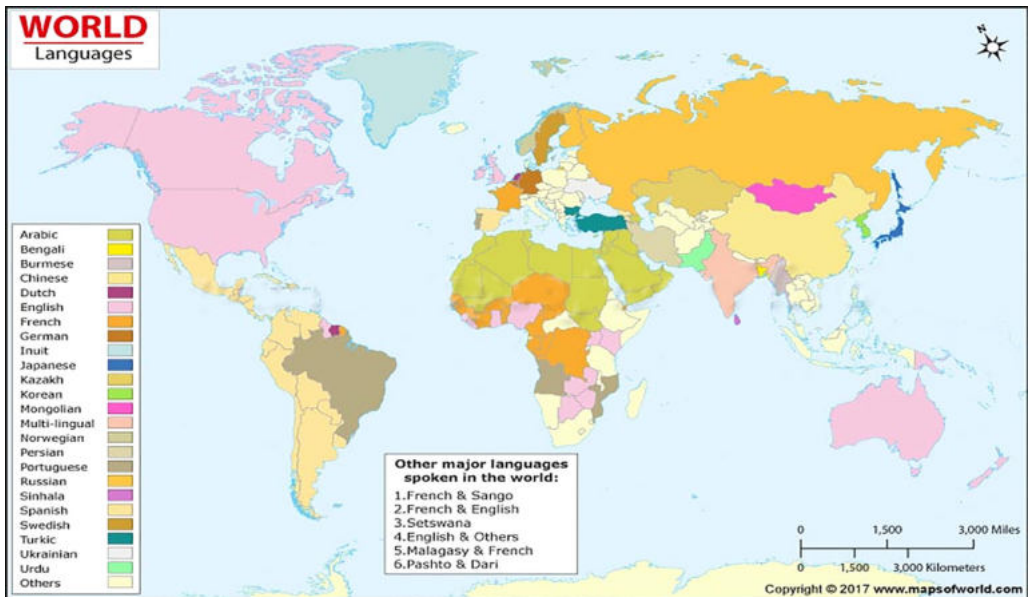 WORLD
Languages
N
Arabic
Bengali
Burmese
Chinese
Dutch
English
French
German
Inuit
Japanese
Kazakh
Korean
Mongolian
Multi-lingual
Norwegian
Persian
Portuguese
Russian
Sinhala
Spanish
Swedish
Turkic
Ukrainian
Urdu
Others
Other major languages
spoken in the world:
1.French & Sango
2.French & English
3.Setswana
4.English & Others
5.Malagasy & French
6.Pashto & Dari
0 1,500 3,000 Miles
0 1,500 3,000 Kilometers
Copyright © 2017 www.mapsofworld.com